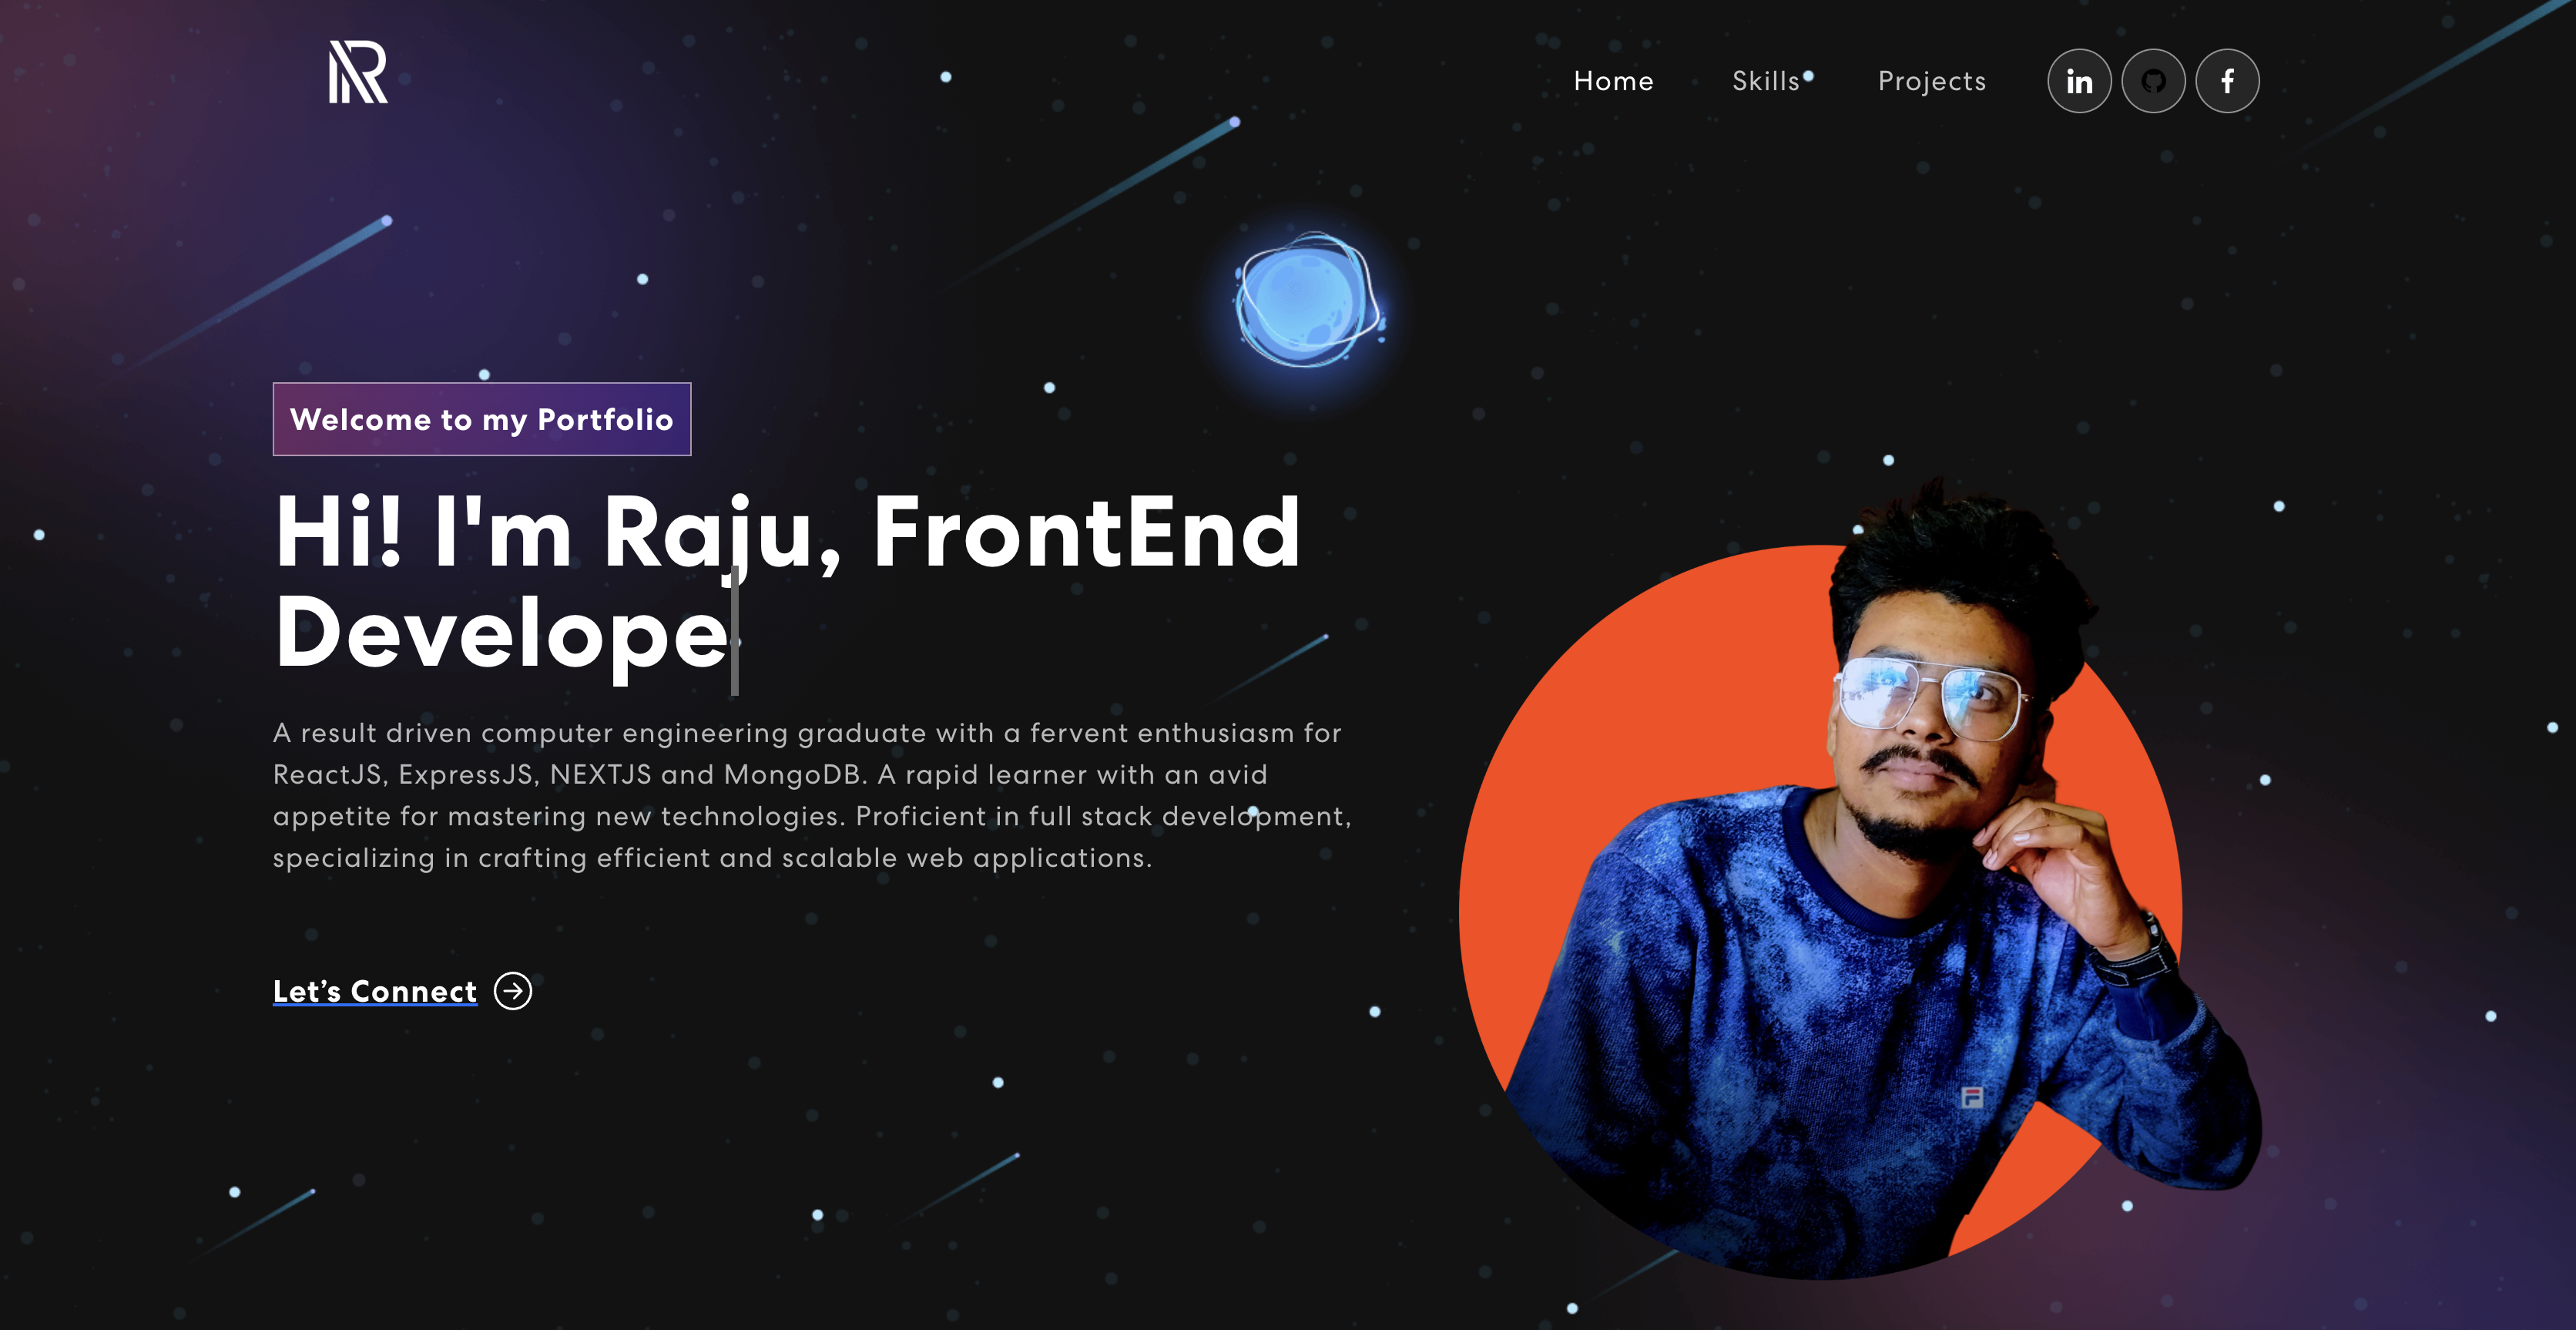 Home Skills Projects in f
Welcome to my Portfolio
Hi! I'm Raju, FrontEnd
Develope
A result driven computer engineering graduate with a fervent enthusiasm for
ReactJS, ExpressJS, NEXTJS and MongoDB. A rapid learner with an avid
appetite for mastering new technologies. Proficient in full stack development,
specializing in crafting efficient and scalable web applications.
Let’s Connect